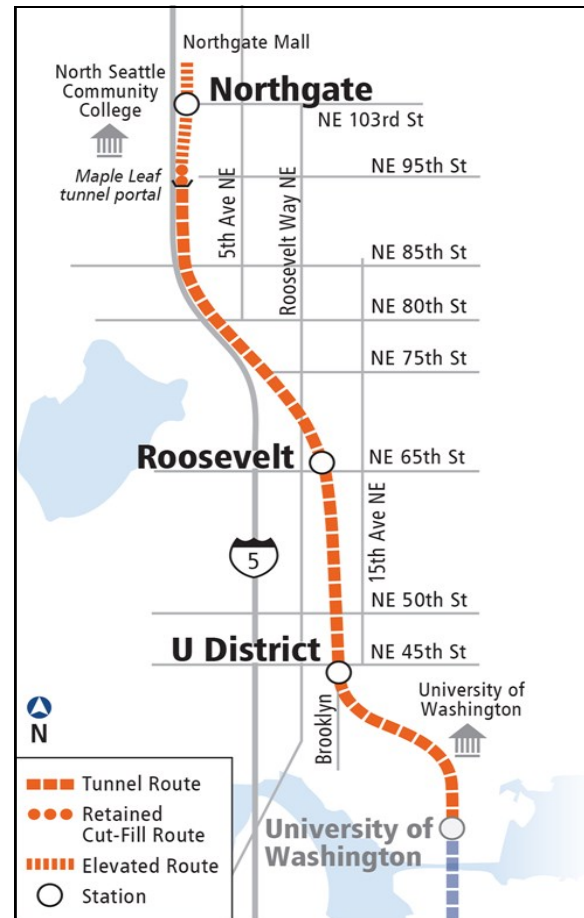 Northgate Mall
North Seattle
Community
College
Northgate
NE 103rd St
Maple Leaf
tunnel portal
NE 95th St
5th Ave NE
Roosevelt Way NE
NE 85th St
NE 80th St
NE 75th St
Roosevelt
NE 65th St
15th Ave NE
5
NE 50th St
U District
NE 45th St
University of
Washington
Brooklyn
N
Tunnel Route
Retained
Cut-Fill Route
Elevated Route
Station
University of
Washington